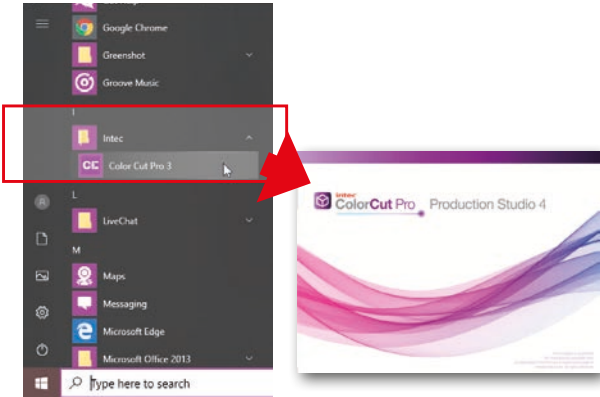 Google Chrome
Greenshot
Groove Music
I
Intec
CC Color Cut Pro 3
L
LiveChat
M
Maps
Messaging
Microsoft Edge
Microsoft Office 2013
Type here to search
intec
ColorCut Pro Production Studio 4